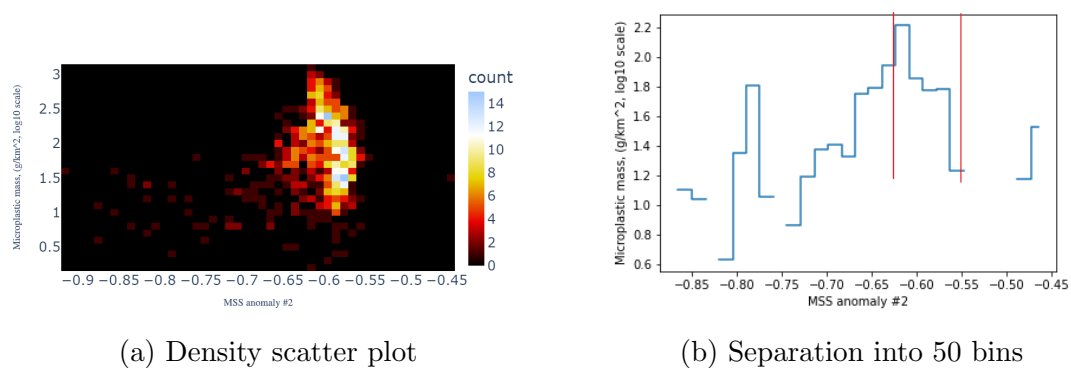 Microplastic mass, (g/km^2, log10 scale)
3
2.5
2
1.5
1
0.5
−0.9 −0.85 −0.8 −0.75 −0.7 −0.65 −0.6 −0.55 −0.5 −0.45
MSS anomaly #2
count
14
12
10
8
6
4
2
0
(a) Density scatter plot
Microplastic mass, (g/km^2, log10 scale)
2.2
2.0
1.8
1.6
1.4
1.2
1.0
0.8
0.6
−0.85 −0.80 −0.75 −0.70 −0.65 −0.60 −0.55 −0.50 −0.45
MSS anomaly #2
(b) Separation into 50 bins